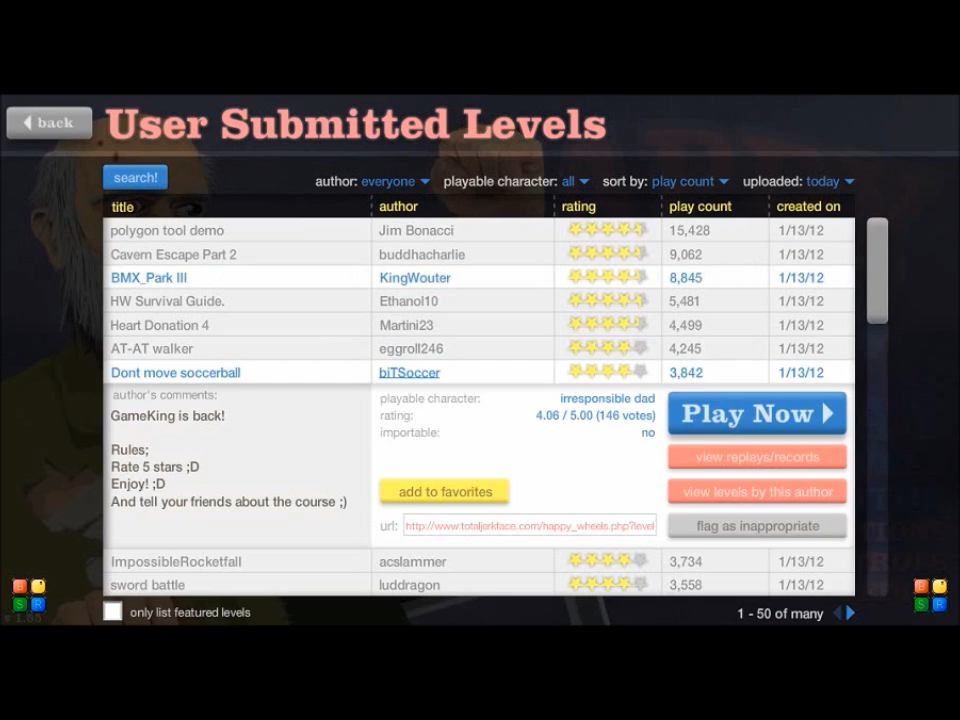 back
User Submitted Levels
search!
author: everyone playable character: all sort by: play count uploaded: today
title author rating play count created on
polygon tool demo Jim Bonacci 15,428 1/13/12
Cavern Escape Part 2 buddhacharlie 9,062 1/13/12
BMX_Park III KingWouter 8,845 1/13/12
HW Survival Guide. Ethanol10 5,481 1/13/12
Heart Donation 4 Martini23 4,499 1/13/12
AT-AT walker eggroll246 4,245 1/13/12
Dont move soccerball biTSoccer 3,842 1/13/12
author's comments:
GameKing is back!
Rules;
Rate 5 stars ;D
Enjoy! ;D
And tell your friends about the course ;)
playable character: irresponsible dad
rating: 4.06 / 5.00 (146 votes)
importable: no
add to favorites
url: http://www.totaljerkface.com/happy_wheels.php?level
Play Now
view replays/records
view levels by this author
flag as inappropriate
ImpossibleRocketfall acslammer 3,734 1/13/12
sword battle luddragon 3,558 1/13/12
only list featured levels
1 - 50 of many
B
S R
B
S R